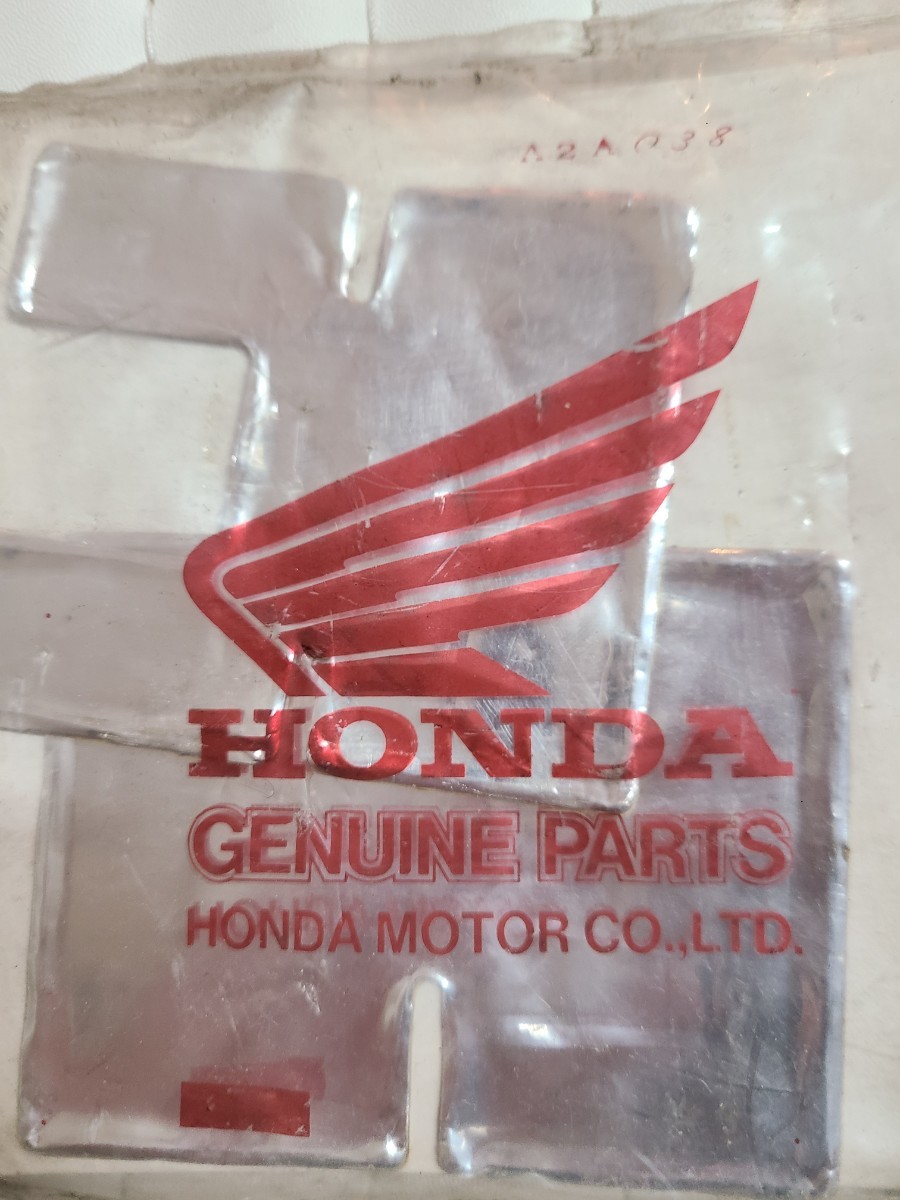 A2A038
HONDA
GENUINE PARTS
HONDA MOTOR CO.,LTD.